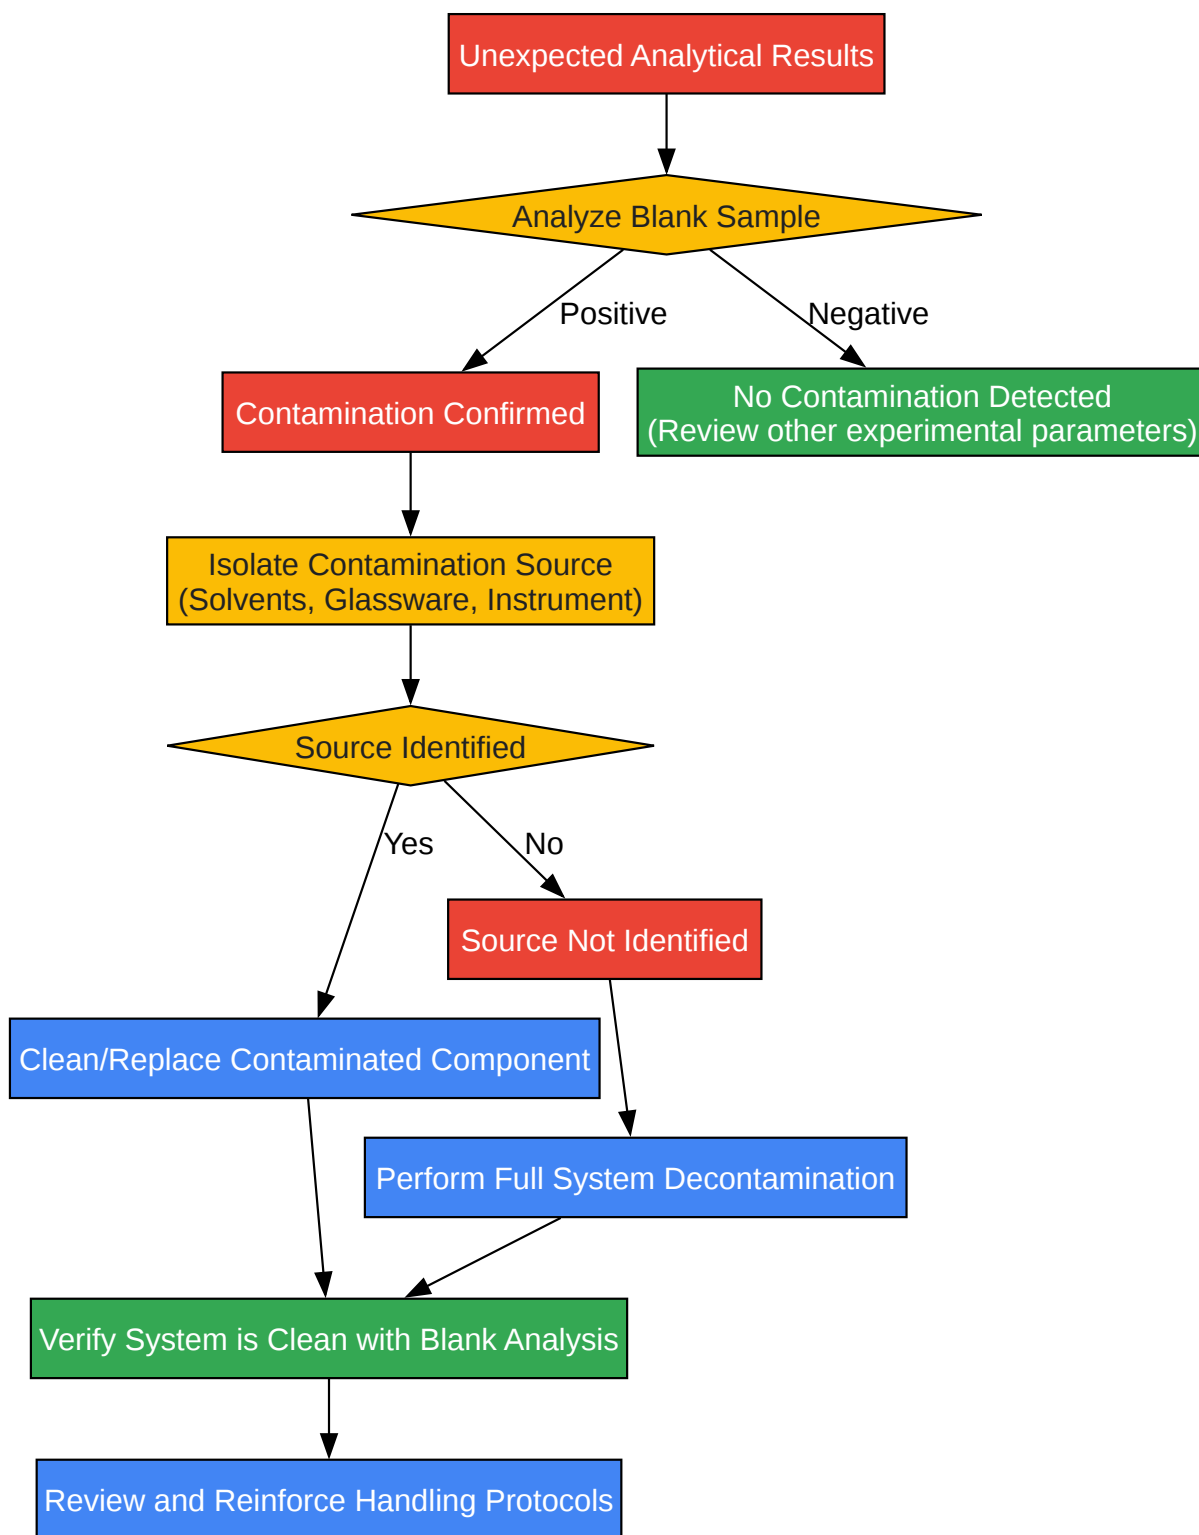 Unexpected Analytical Results
Analyze Blank Sample
Positive
Negative
Contamination Confirmed
No Contamination Detected
(Review other experimental parameters)
Isolate Contamination Source
(Solvents, Glassware, Instrument)
Source Identified
Yes
No
Source Not Identified
Clean/Replace Contaminated Component
Perform Full System Decontamination
Verify System is Clean with Blank Analysis
Review and Reinforce Handling Protocols